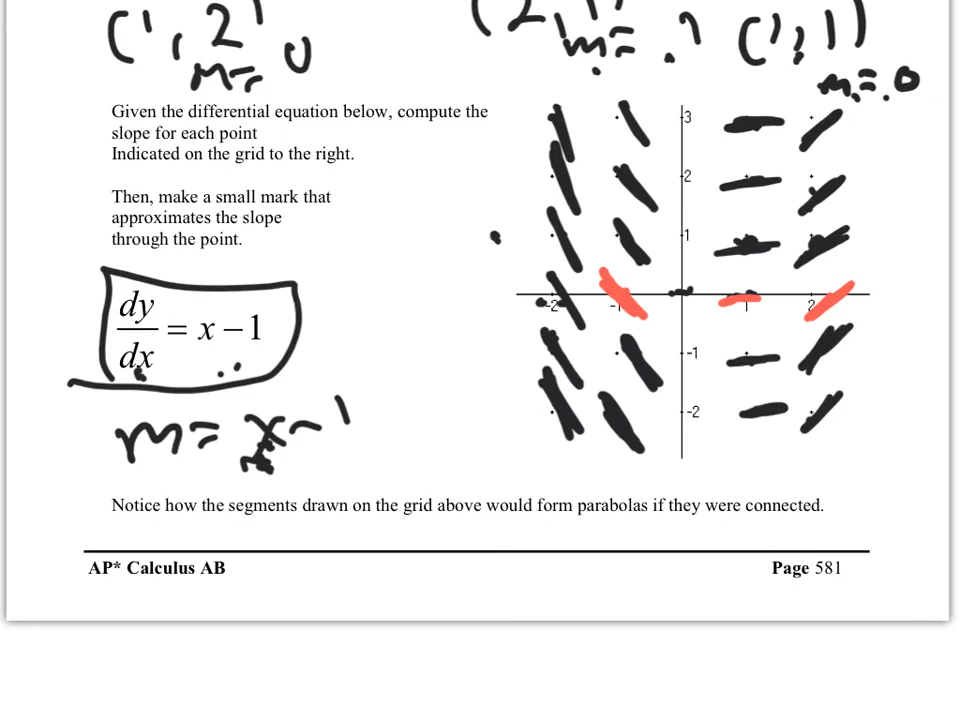 (1, 2)
m= 0
m= .1
(1, 1)
m = 0
Given the differential equation below, compute the
slope for each point
Indicated on the grid to the right.
Then, make a small mark that
approximates the slope
through the point.
dy/dx = x − 1
m = x − 1
3
2
1
-2 -1 1 2
-1
-2
Notice how the segments drawn on the grid above would form parabolas if they were connected.
AP* Calculus AB Page 581